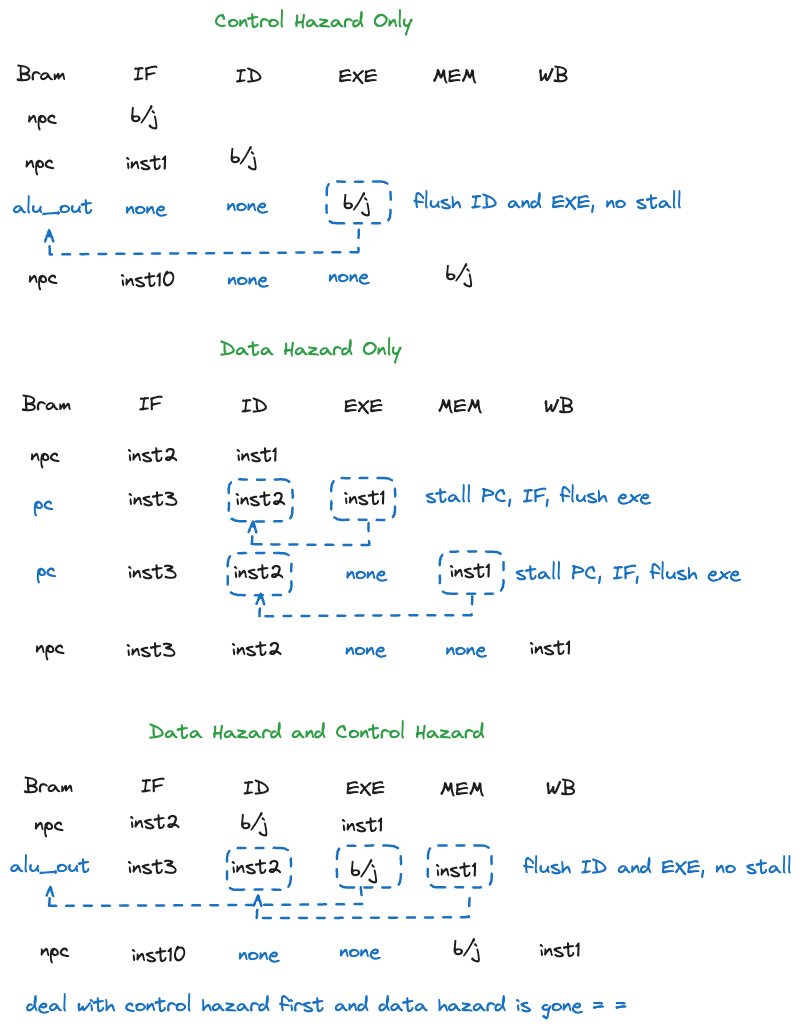 Control Hazard Only
Bram IF ID EXE MEM WB
npc b/j
npc inst1 b/j
alu_out none none b/j flush ID and EXE, no stall
npc inst10 none none b/j
Data Hazard Only
Bram IF ID EXE MEM WB
npc inst2 inst1
pc inst3 inst2 inst1 stall PC, IF, flush exe
pc inst3 inst2 none inst1 stall PC, IF, flush exe
npc inst3 inst2 none none inst1
Data Hazard and Control Hazard
Bram IF ID EXE MEM WB
npc inst2 b/j inst1
alu_out inst3 inst2 b/j inst1 flush ID and EXE, no stall
npc inst10 none none b/j inst1
deal with control hazard first and data hazard is gone = =